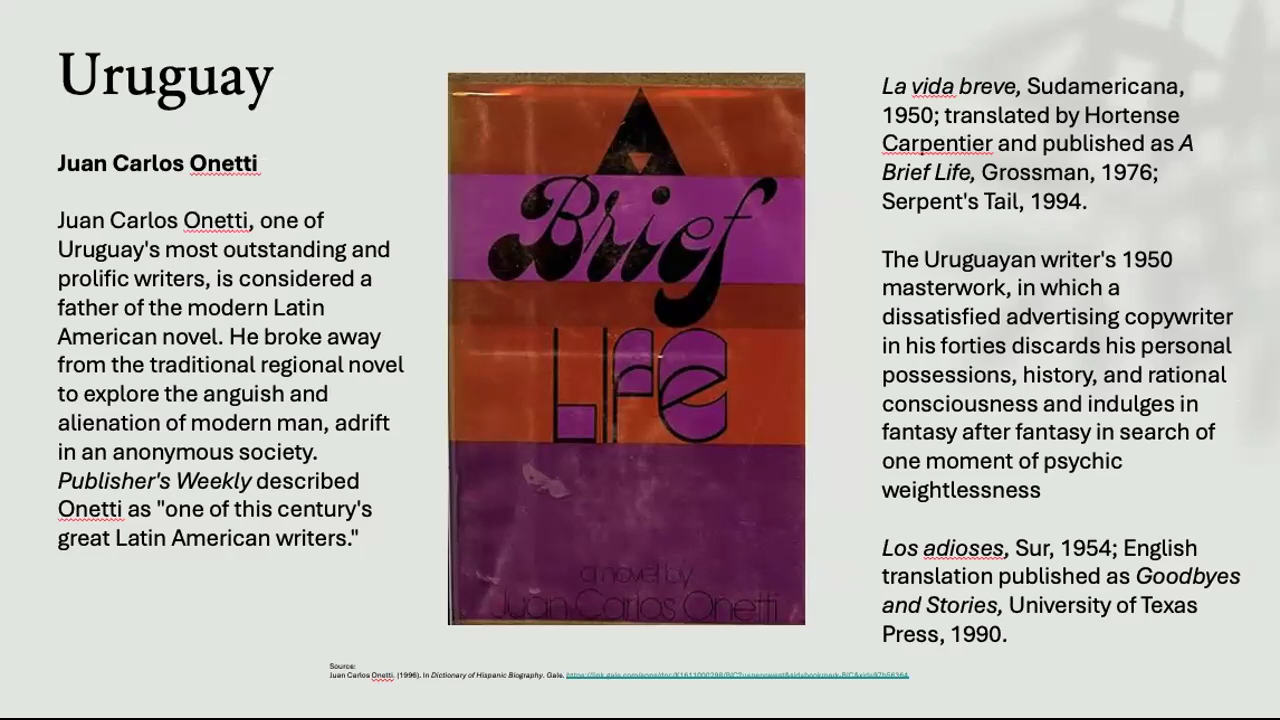 Uruguay
Juan Carlos Onetti
Juan Carlos Onetti, one of
Uruguay's most outstanding and
prolific writers, is considered a
father of the modern Latin
American novel. He broke away
from the traditional regional novel
to explore the anguish and
alienation of modern man, adrift
in an anonymous society.
Publisher's Weekly described
Onetti as "one of this century's
great Latin American writers."
A
Brief
Life
a novel by
Juan Carlos Onetti
La vida breve, Sudamericana,
1950; translated by Hortense
Carpentier and published as A
Brief Life, Grossman, 1976;
Serpent's Tail, 1994.
The Uruguayan writer's 1950
masterwork, in which a
dissatisfied advertising copywriter
in his forties discards his personal
possessions, history, and rational
consciousness and indulges in
fantasy after fantasy in search of
one moment of psychic
weightlessness
Los adioses, Sur, 1954; English
translation published as Goodbyes
and Stories, University of Texas
Press, 1990.
Source:
Juan Carlos Onetti. (1996). In Dictionary of Hispanic Biography. Gale.